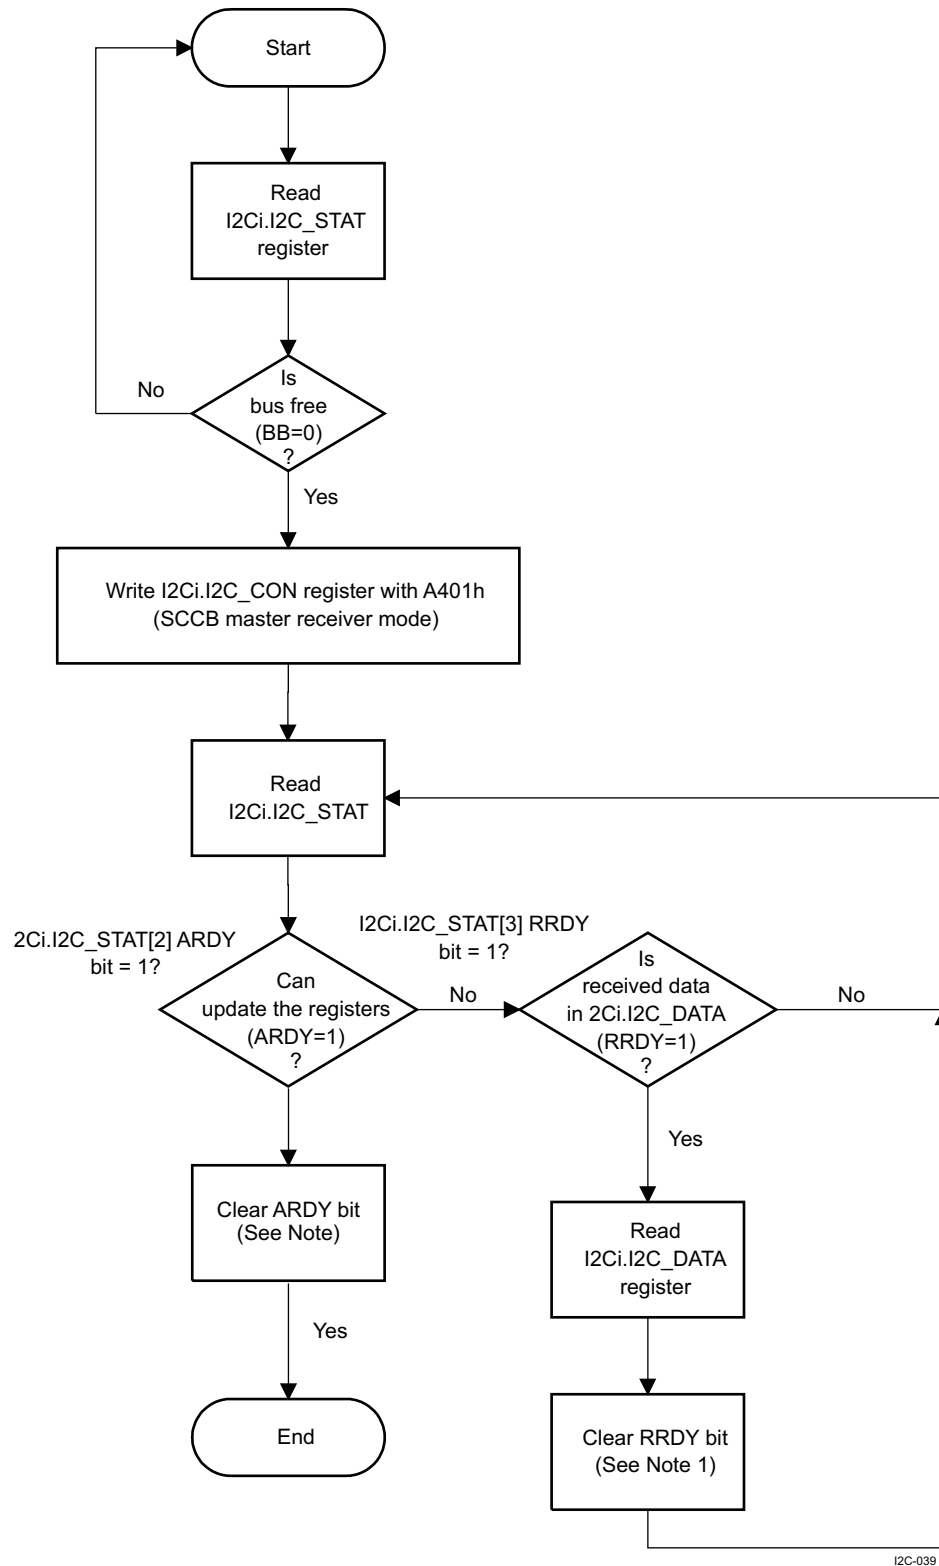 Start
Read
I2Ci.I2C_STAT
register
No
Is
bus free
(BB=0)
?
Yes
Write I2Ci.I2C_CON register with A401h
(SCCB master receiver mode)
Read
I2Ci.I2C_STAT
2Ci.I2C_STAT[2] ARDY
bit = 1?
Can
update the registers
(ARDY=1)
?
No
I2Ci.I2C_STAT[3] RRDY
bit = 1?
Is
received data
in 2Ci.I2C_DATA
(RRDY=1)
?
No
Yes
Clear ARDY bit
(See Note)
Read
I2Ci.I2C_DATA
register
Yes
End
Clear RRDY bit
(See Note 1)
I2C-039